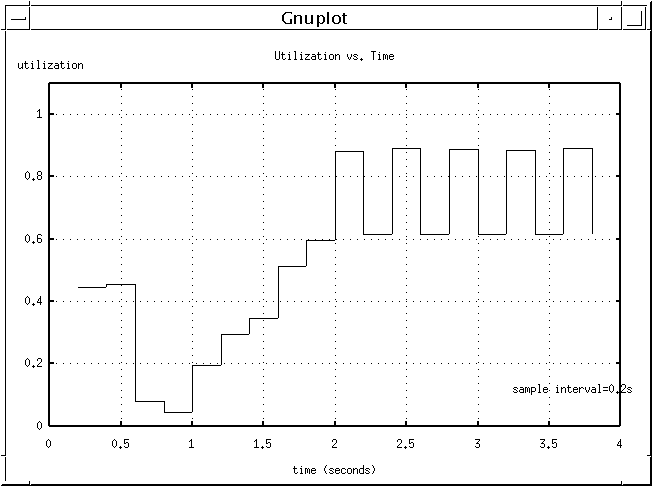 Gnuplot
Utilization vs. Time
utilization
1
0.8
0.6
0.4
0.2
sample interval=0.2s
0
0 0.5 1 1.5 2 2.5 3 3.5 4
time (seconds)